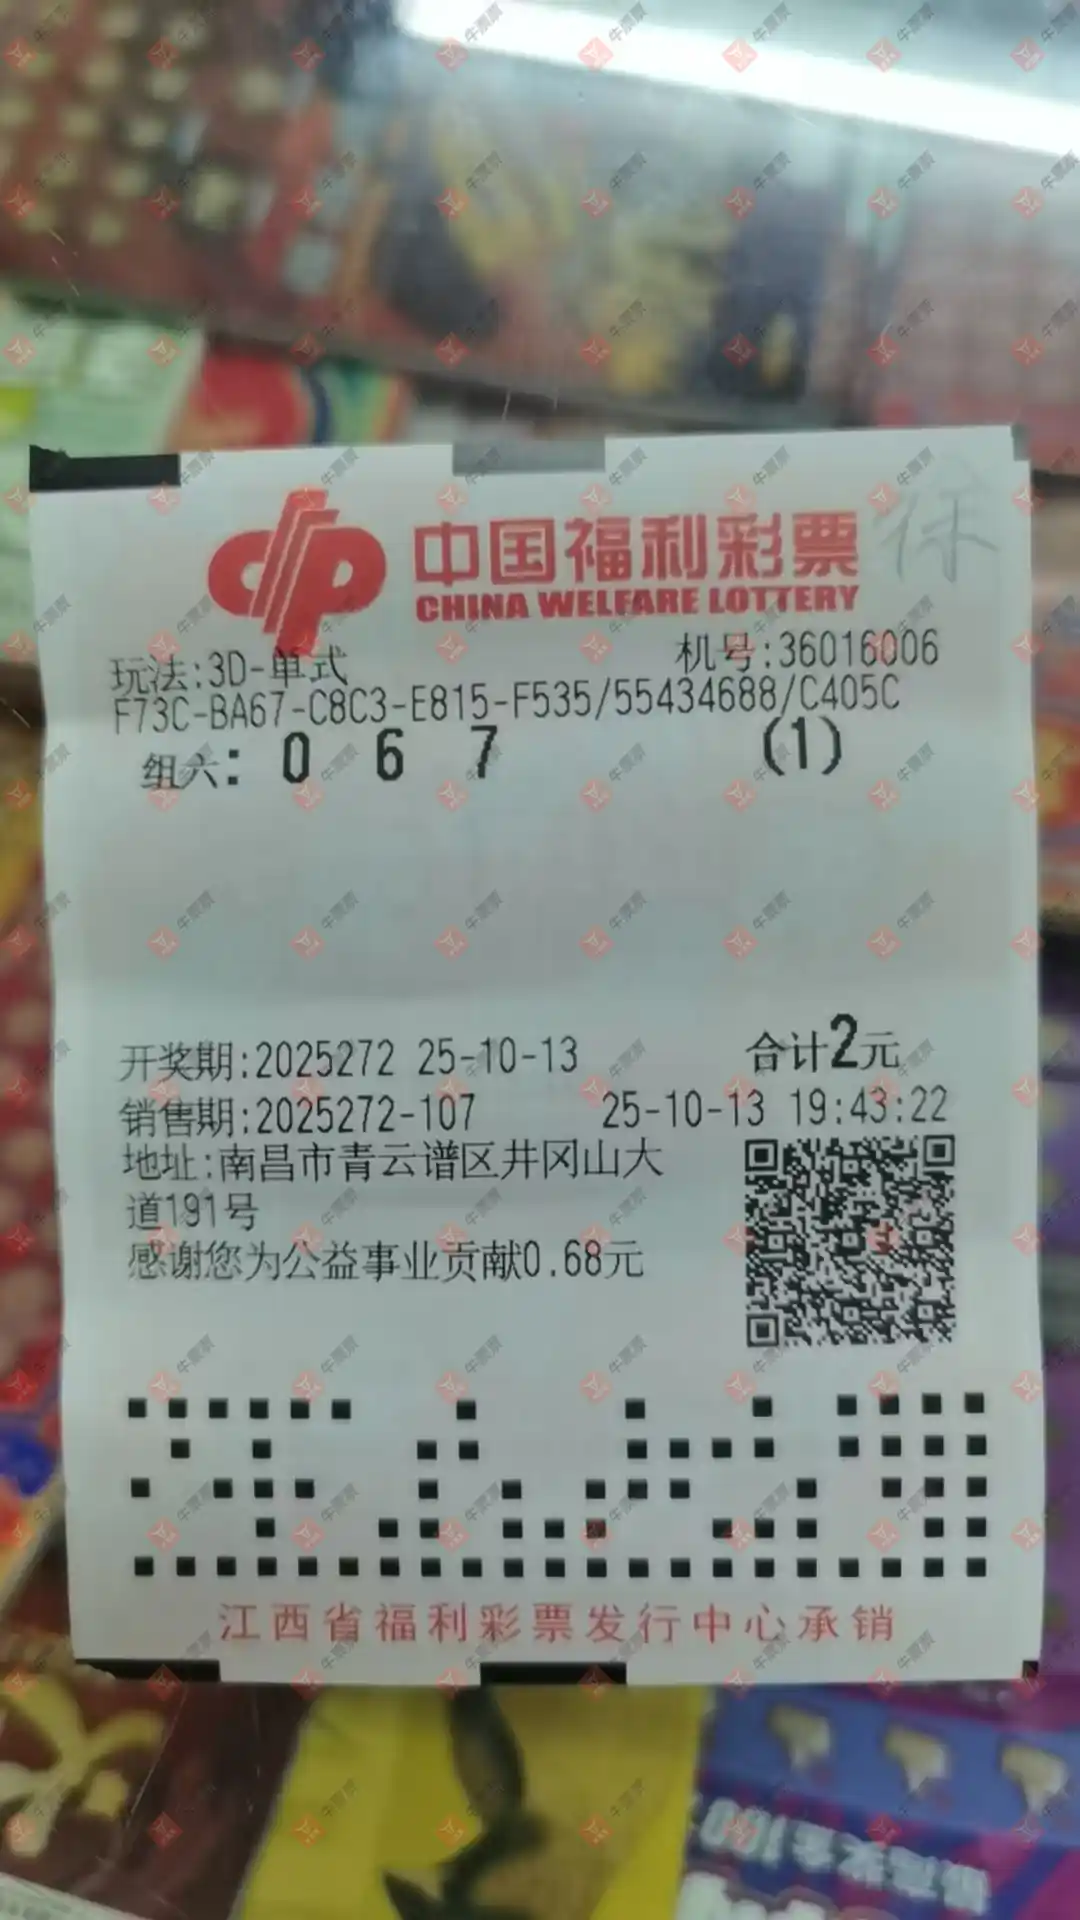 中国福利彩票
CHINA WELFARE LOTTERY
徐
玩法:3D-单式 机号:36016006
F73C-BA67-C8C3-E815-F535/55434688/C405C
组六: 0 6 7 (1)
开奖期:2025272 25-10-13 合计2元
销售期:2025272-107 25-10-13 19:43:22
地址:南昌市青云谱区井冈山大
道191号
感谢您为公益事业贡献0.68元
江西省福利彩票发行中心承销
牛票票